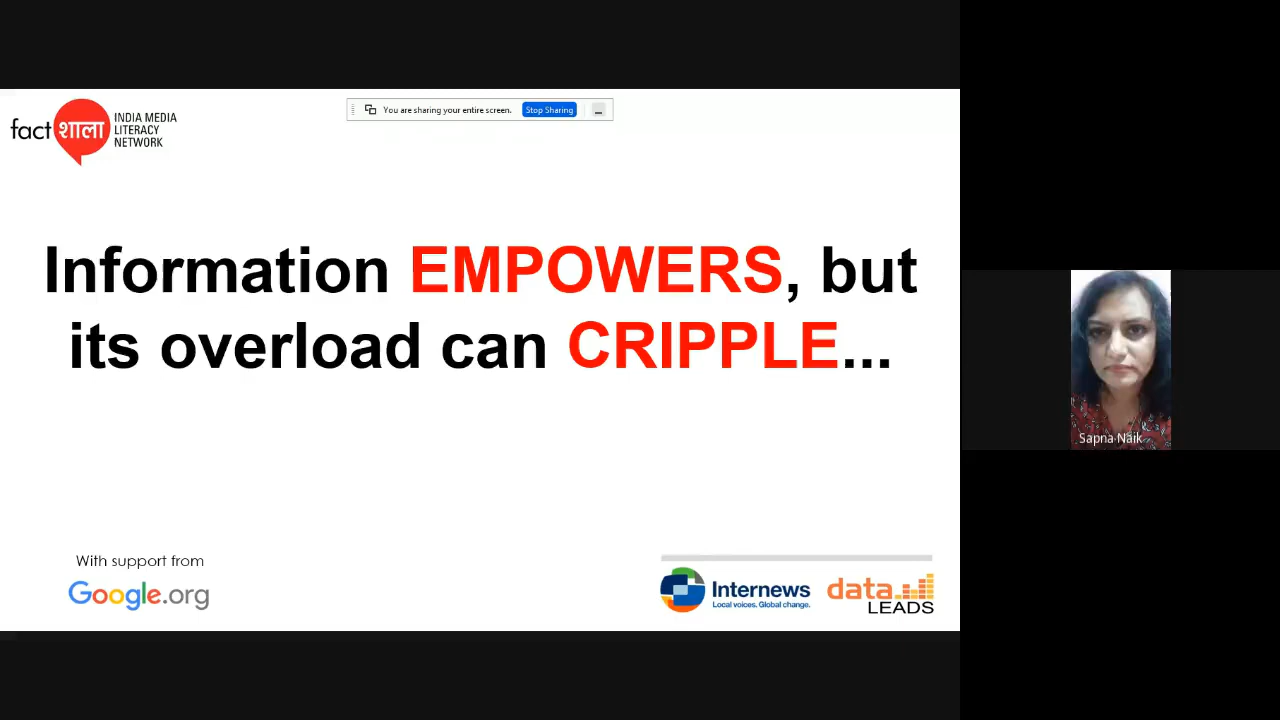 fact शाला INDIA MEDIA
LITERACY
NETWORK
You are sharing your entire screen. Stop Sharing
Information EMPOWERS, but
its overload can CRIPPLE...
Sapna Naik
With support from
Google.org
Internews
Local voices. Global change.
data
LEADS